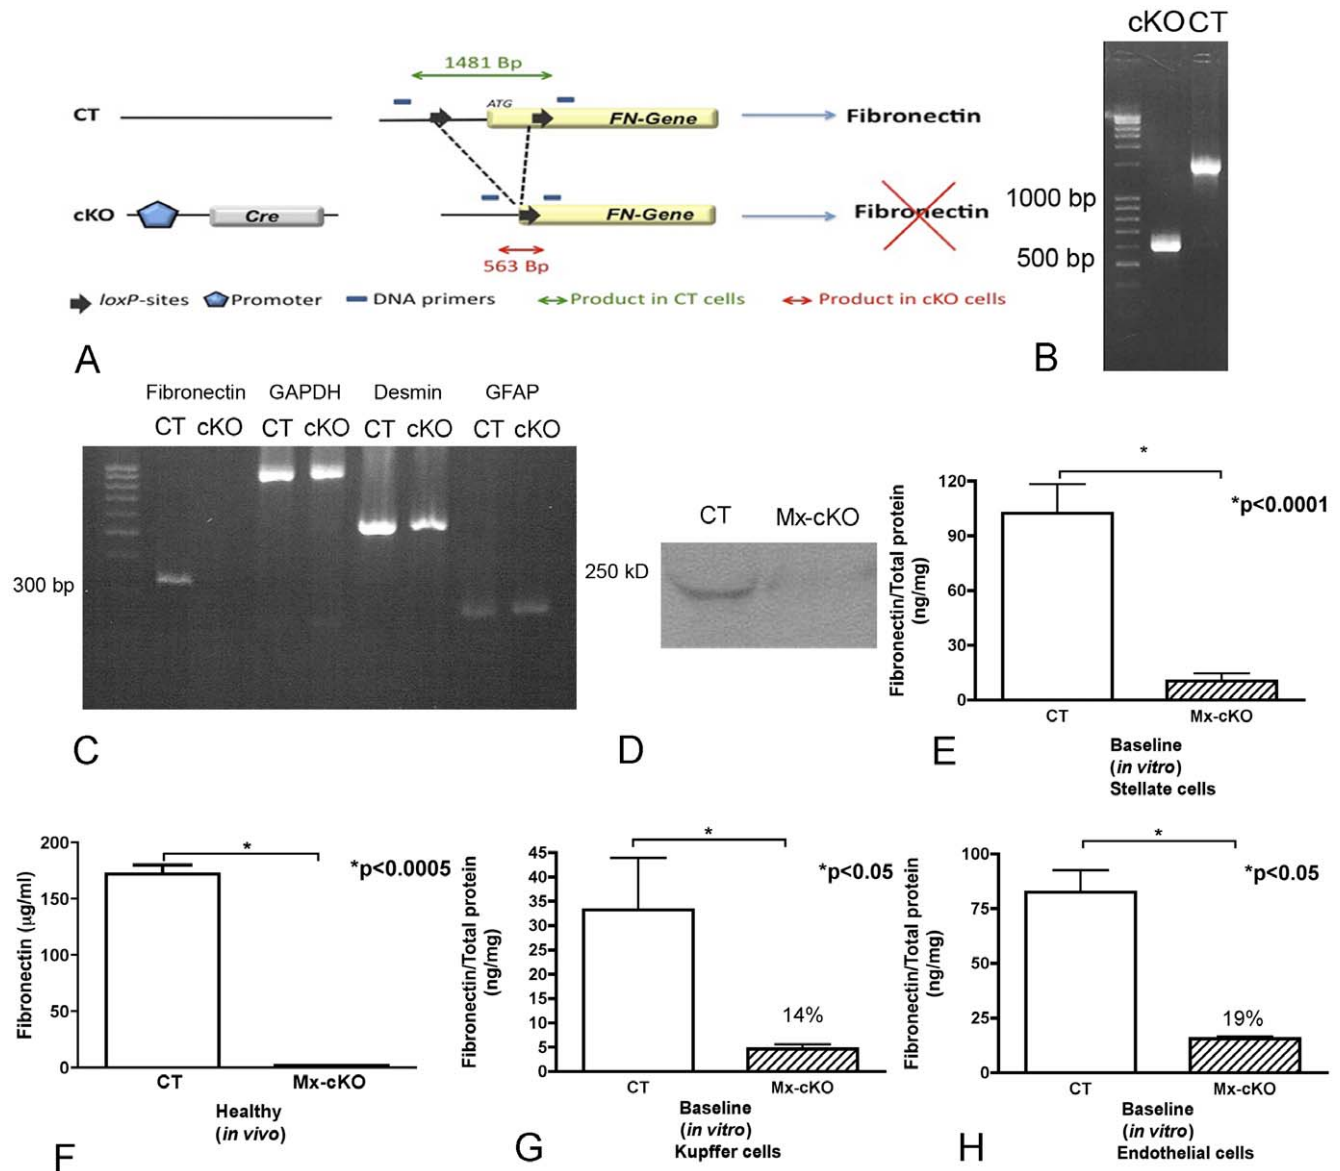 cKO CT
1481 Bp
ATG
CT
FN-Gene
Fibronectin
1000 bp
cKO
Cre
FN-Gene
Fibronectin
500 bp
563 Bp
loxP-sites
Promoter
DNA primers
Product in CT cells
Product in cKO cells
A
B
Fibronectin GAPDH Desmin GFAP
CT cKO CT cKO CT cKO CT cKO
300 bp
C
CT Mx-cKO
250 kD
D
*
*p<0.0001
Fibronectin/Total protein
(ng/mg)
120
90
60
30
0
CT Mx-cKO
Baseline
(in vitro)
Stellate cells
E
*
*p<0.0005
Fibronectin (µg/ml)
200
150
100
50
0
CT Mx-cKO
Healthy
(in vivo)
F
*
*p<0.05
Fibronectin/Total protein
(ng/mg)
45
40
35
30
25
20
15
10
5
0
14%
CT Mx-cKO
Baseline
(in vitro)
Kupffer cells
G
*
*p<0.05
Fibronectin/Total protein
(ng/mg)
100
75
50
25
0
19%
CT Mx-cKO
Baseline
(in vitro)
Endothelial cells
H